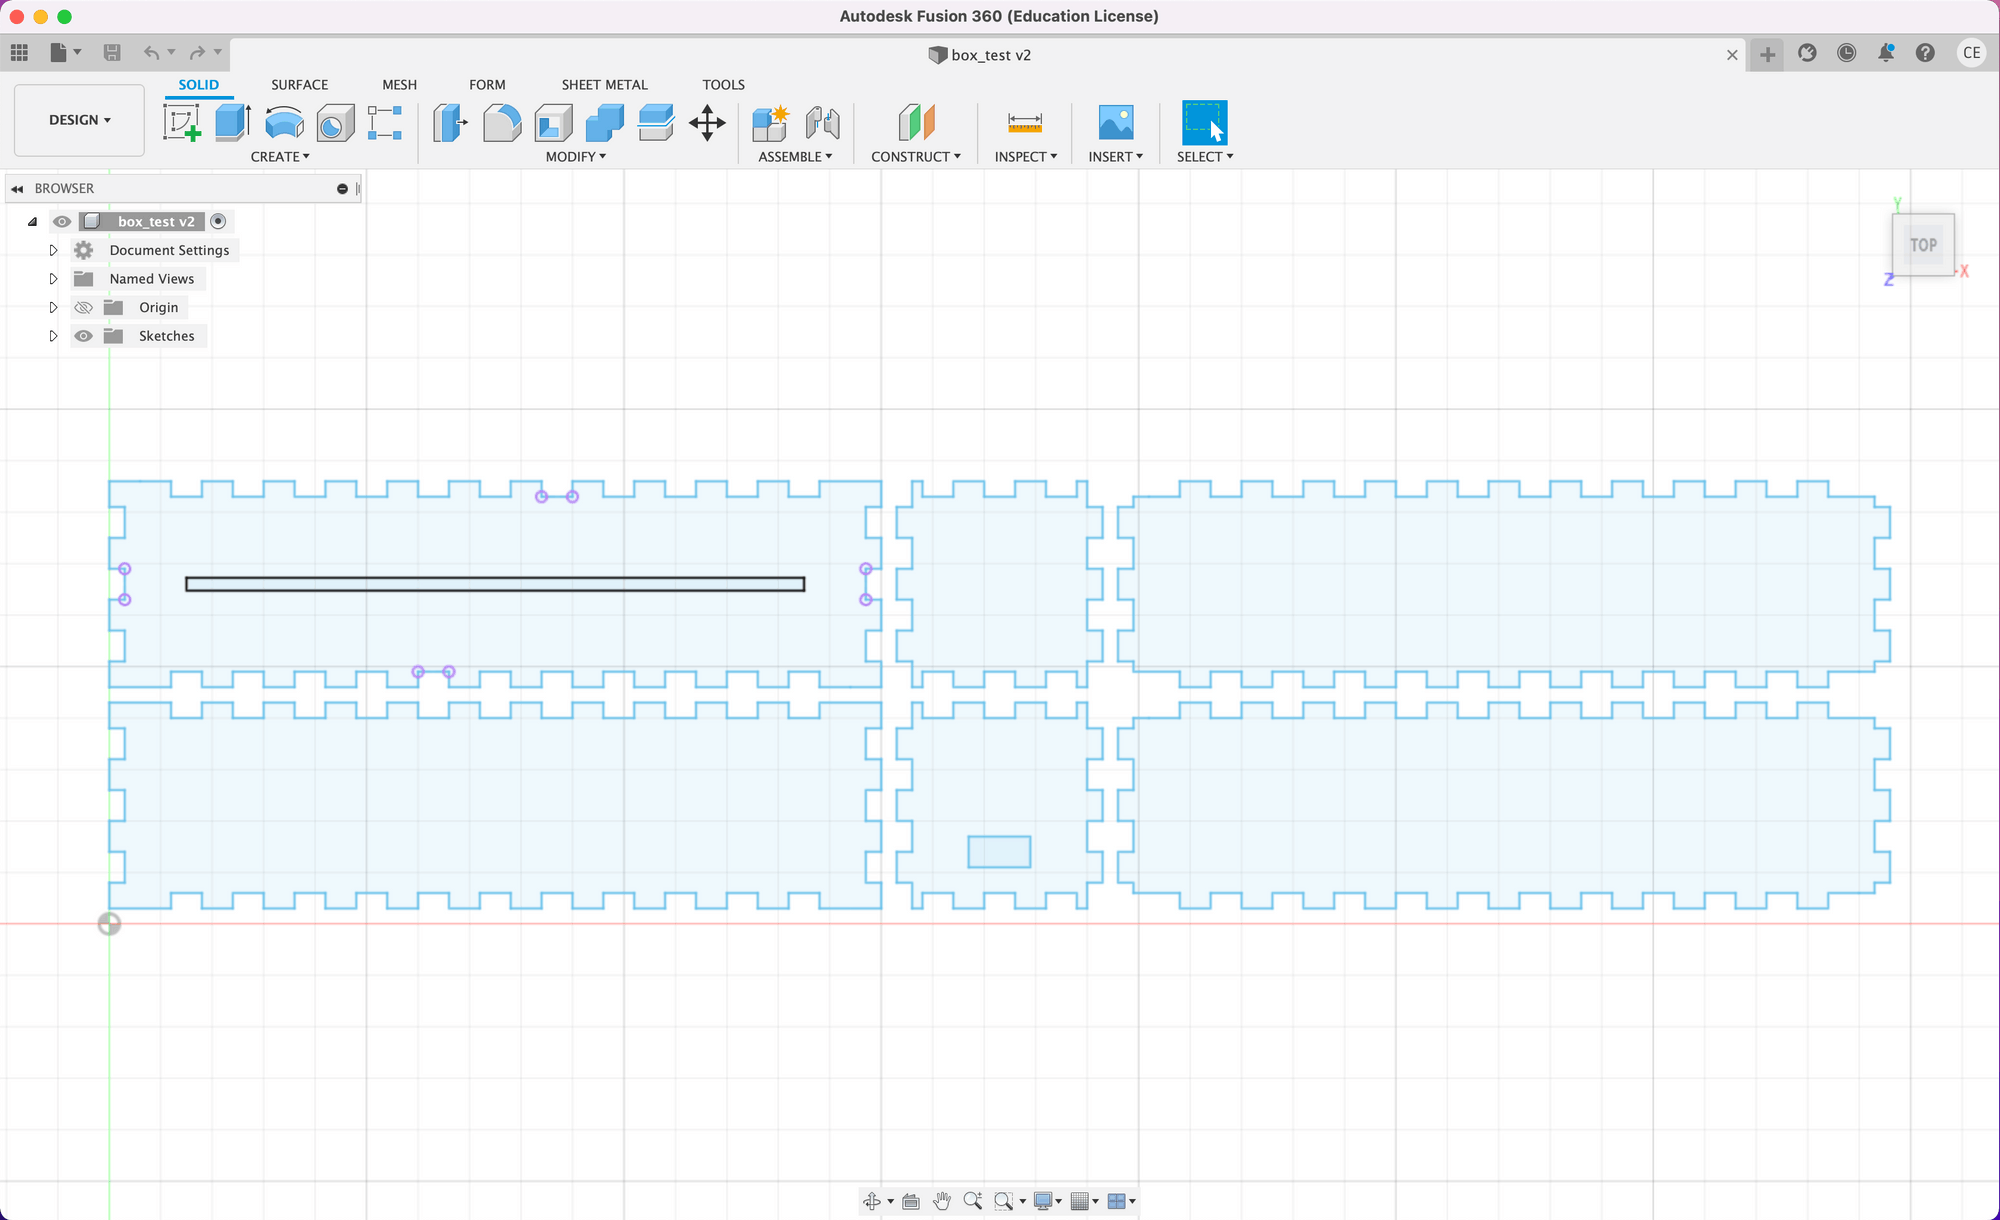 Autodesk Fusion 360 (Education License)
box_test v2
CE
DESIGN
SOLID
SURFACE
MESH
FORM
SHEET METAL
TOOLS
CREATE
MODIFY
ASSEMBLE
CONSTRUCT
INSPECT
INSERT
SELECT
BROWSER
box_test v2
Document Settings
Named Views
Origin
Sketches
Y
TOP
X
Z